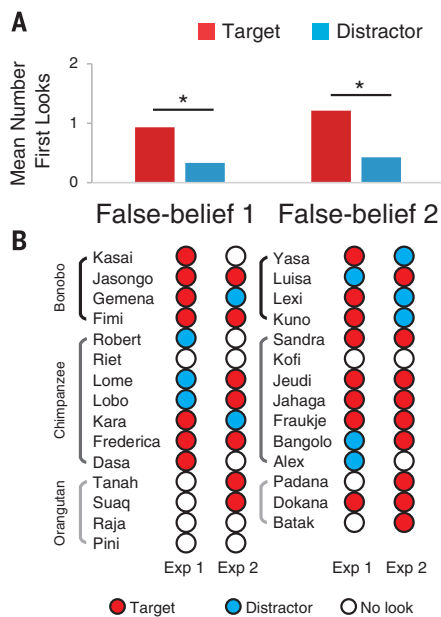 A
Target Distractor
Mean Number
First Looks
2
1
0
*
*
False-belief 1 False-belief 2
B
Bonobo
Kasai
Jasongo
Gemena
Fimi
Chimpanzee
Robert
Riet
Lome
Lobo
Kara
Frederica
Dasa
Orangutan
Tanah
Suaq
Raja
Pini
Exp 1 Exp 2
Yasa
Luisa
Lexi
Kuno
Sandra
Kofi
Jeudi
Jahaga
Fraukje
Bangolo
Alex
Padana
Dokana
Batak
Exp 1 Exp 2
Target Distractor No look